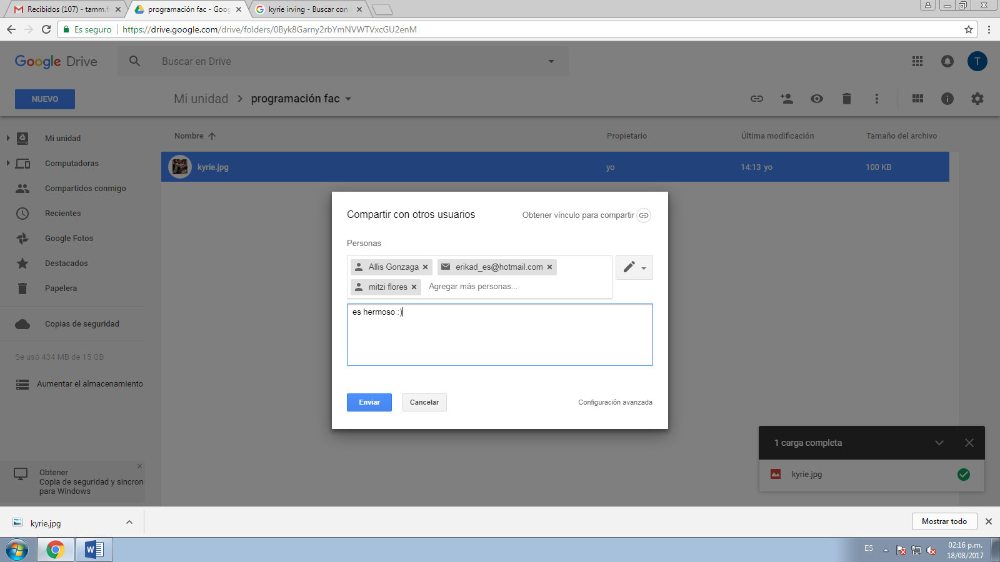 Recibidos (107) - tamm.f
programación fac - Goog
kyrie irving - Buscar con
Es seguro
https://drive.google.com/drive/folders/0Byk8Garny2rbYmNVWTVxcGU2enM
Google Drive
Buscar en Drive
T
NUEVO
Mi unidad
programación fac
Mi unidad
Computadoras
Compartidos conmigo
Recientes
Google Fotos
Destacados
Papelera
Copias de seguridad
Se usó 434 MB de 15 GB
Aumentar el almacenamiento
Obtener
Copia de seguridad y sincroni
para Windows
Nombre
Propietario
Última modificación
Tamaño del archivo
kyrie.jpg
yo
14:13 yo
100 KB
Compartir con otros usuarios
Obtener vínculo para compartir
Personas
Allis Gonzaga
erikad_es@hotmail.com
mitzi flores
Agregar más personas...
es hermoso :)
Enviar
Cancelar
Configuración avanzada
1 carga completa
kyrie.jpg
kyrie.jpg
Mostrar todo
W
ES
02:16 p.m.
18/08/2017